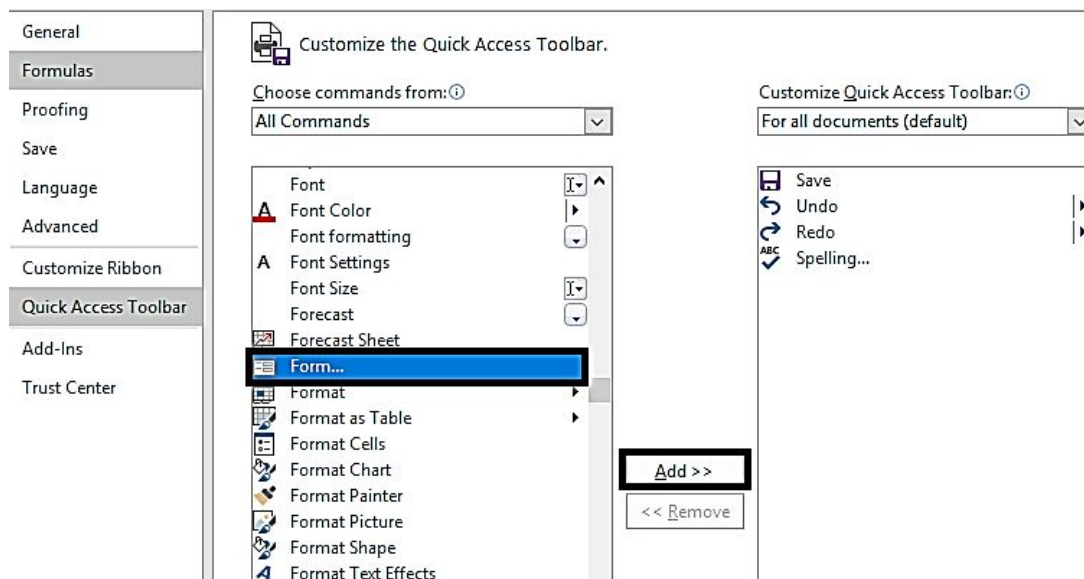 General
Formulas
Proofing
Save
Language
Advanced
Customize Ribbon
Quick Access Toolbar
Add-Ins
Trust Center
Customize the Quick Access Toolbar.
Choose commands from:
All Commands
Font
Font Color
Font formatting
Font Settings
Font Size
Forecast
Forecast Sheet
Form...
Format
Format as Table
Format Cells
Format Chart
Format Painter
Format Picture
Format Shape
Format Text Effects
Add >>
<< Remove
Customize Quick Access Toolbar:
For all documents (default)
Save
Undo
Redo
ABC
Spelling...